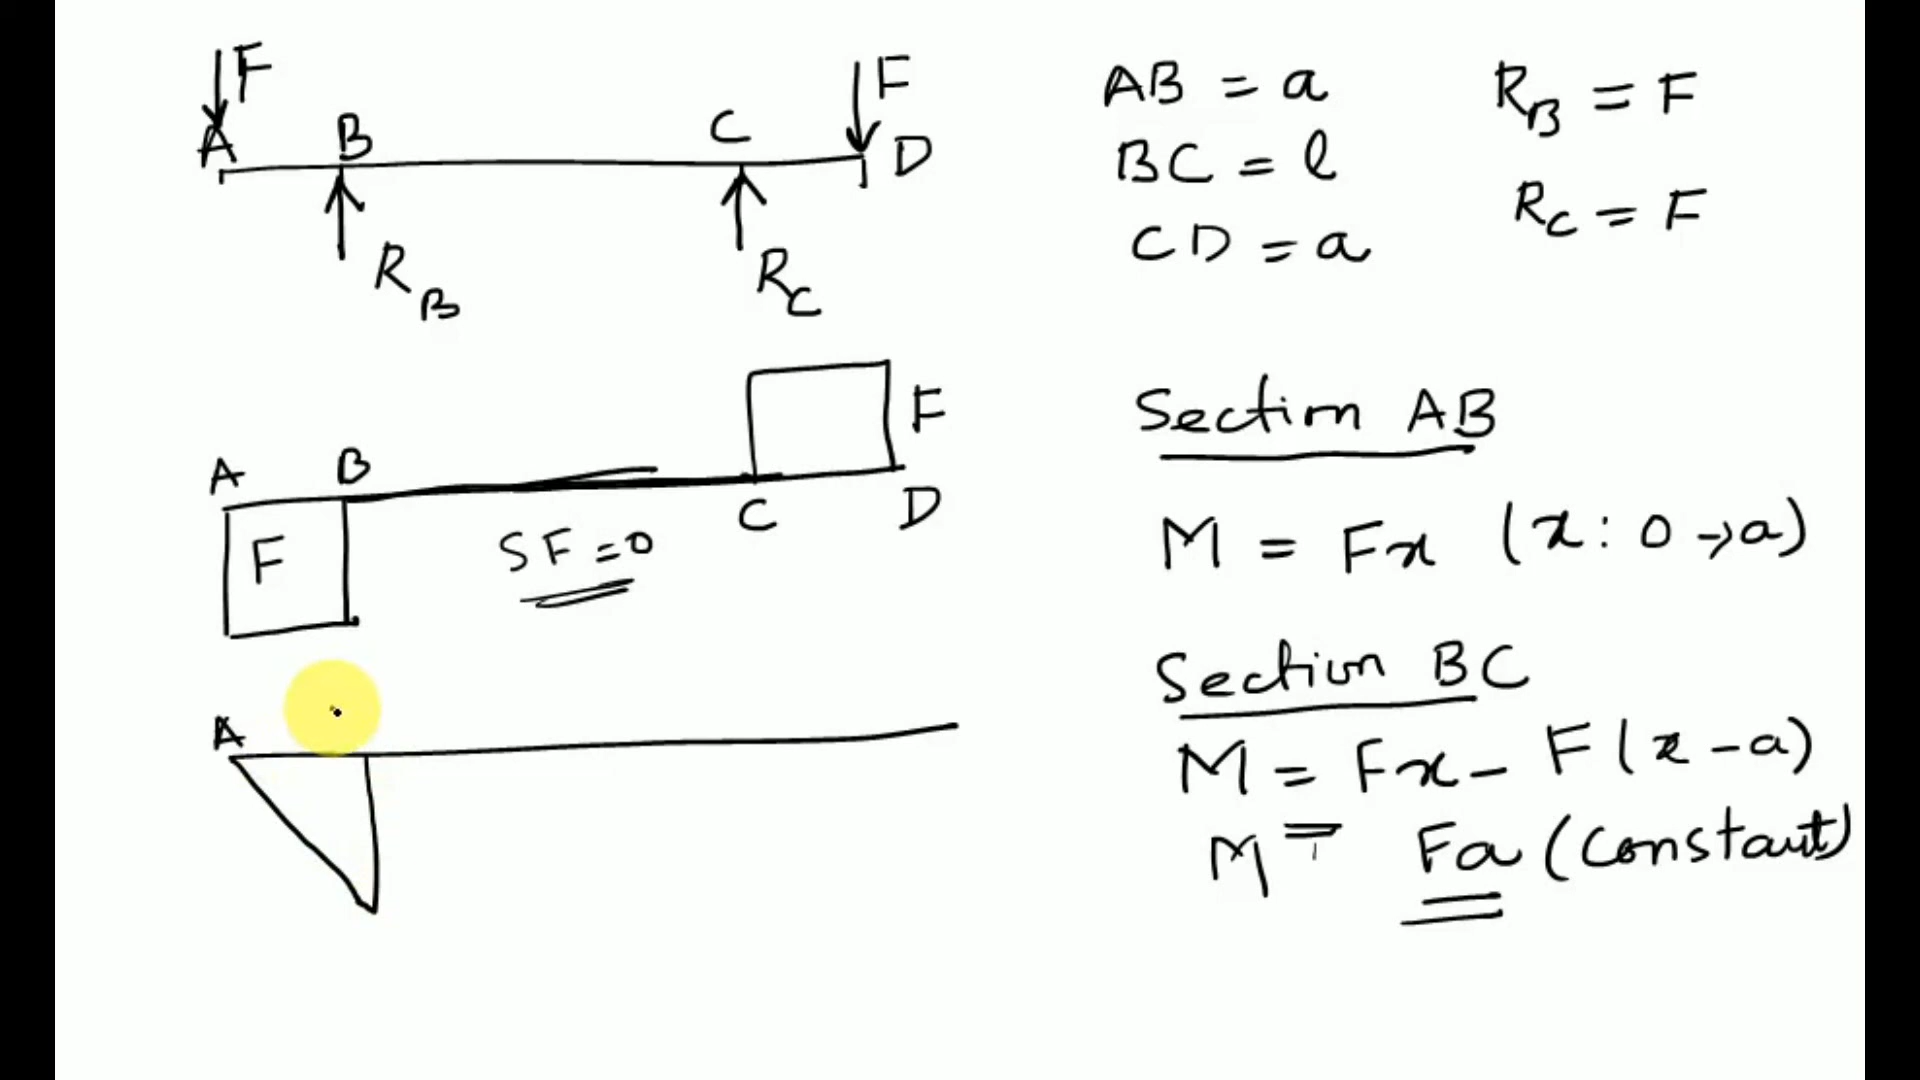 F
F
A
B
C
D
R_B
R_C
AB = a
BC = l
CD = a
R_B = F
R_C = F
F
A
B
C
D
F
SF = 0
Section AB
M = Fx (x : 0 → a)
A
Section BC
M = Fx - F(x - a)
M = Fa (Constant)